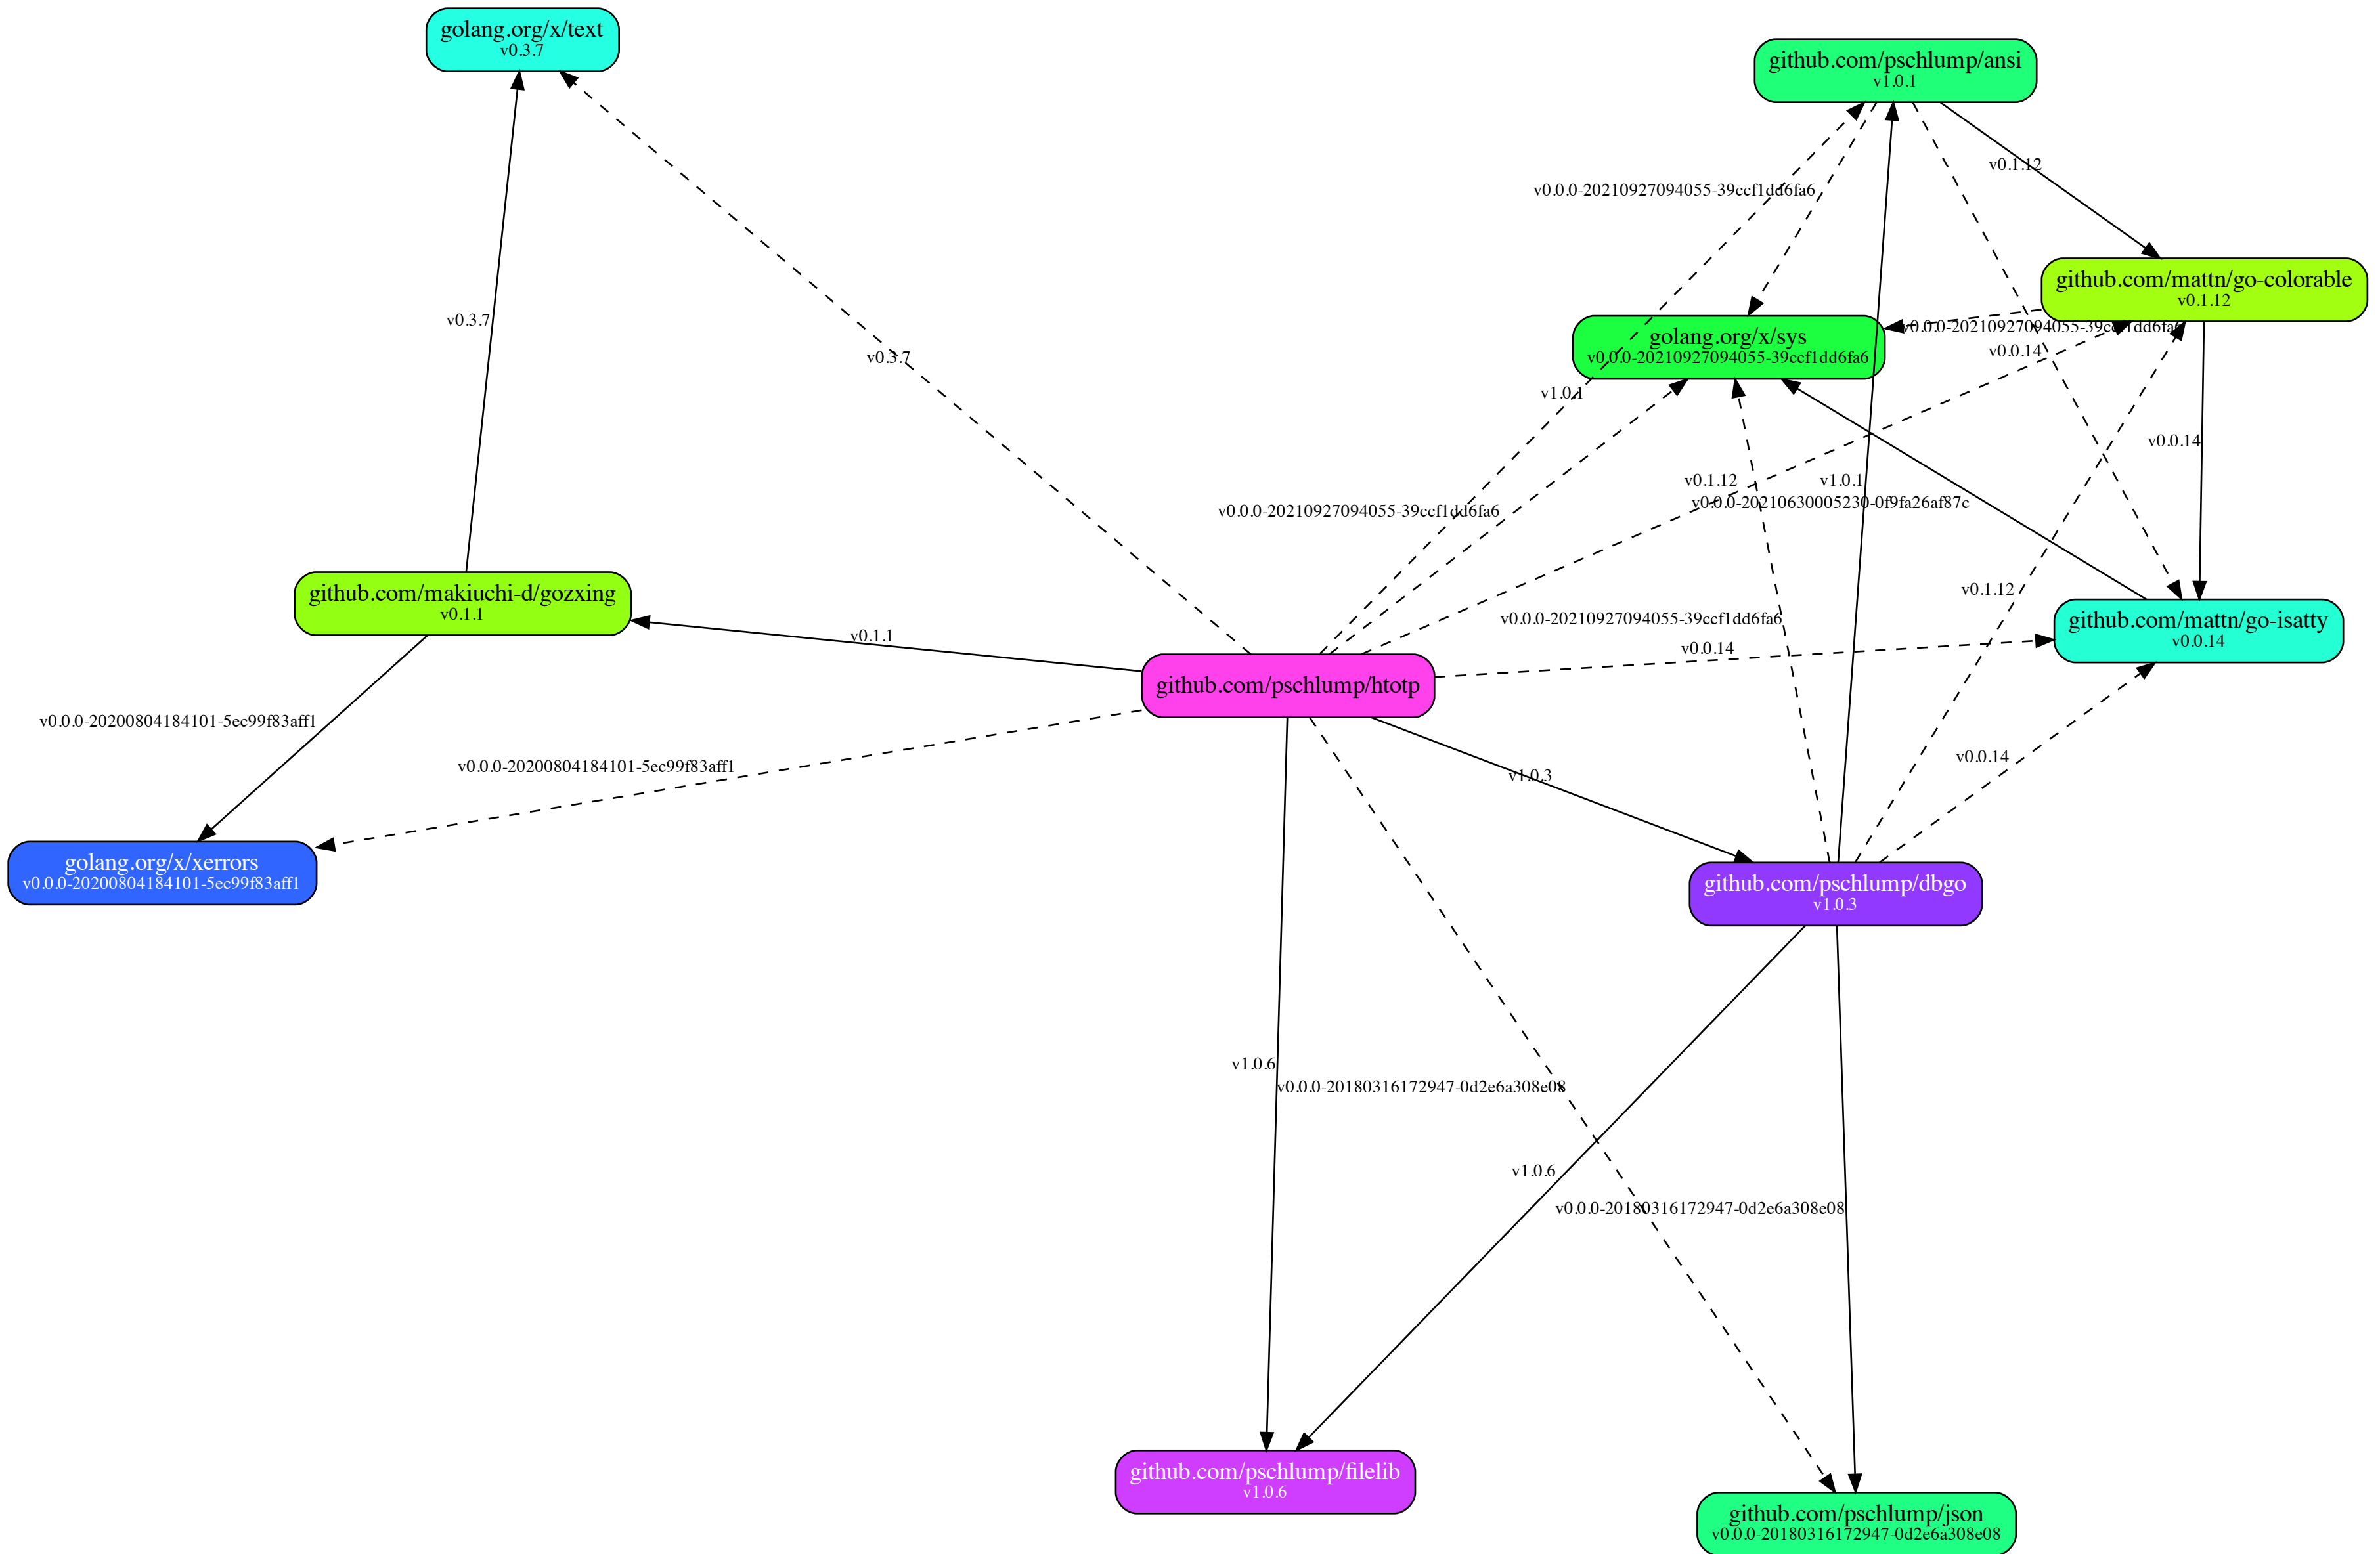 golang.org/x/text
v0.3.7
github.com/pschlump/ansi
v1.0.1
v0.1.12
v0.0.0-20210927094055-39ccf1dd6fa6
github.com/mattn/go-colorable
v0.1.12
v0.3.7
golang.org/x/sys
v0.0.0-20210927094055-39ccf1dd6fa6
v0.0.0-20210927094055-39ccf1dd6fa6
v0.0.14
v0.3.7
v1.0.1
v0.0.14
v0.1.12
v1.0.1
v0.0.0-20210630005230-0f9fa26af87c
v0.0.0-20210927094055-39ccf1dd6fa6
github.com/makiuchi-d/gozxing
v0.1.1
v0.1.12
v0.0.0-20210927094055-39ccf1dd6fa6
github.com/mattn/go-isatty
v0.0.14
v0.1.1
v0.0.14
github.com/pschlump/htotp
v0.0.0-20200804184101-5ec99f83aff1
v0.0.0-20200804184101-5ec99f83aff1
v1.0.3
v0.0.14
golang.org/x/xerrors
v0.0.0-20200804184101-5ec99f83aff1
github.com/pschlump/dbgo
v1.0.3
v1.0.6
v0.0.0-20180316172947-0d2e6a308e08
v1.0.6
v0.0.0-20180316172947-0d2e6a308e08
github.com/pschlump/filelib
v1.0.6
github.com/pschlump/json
v0.0.0-20180316172947-0d2e6a308e08